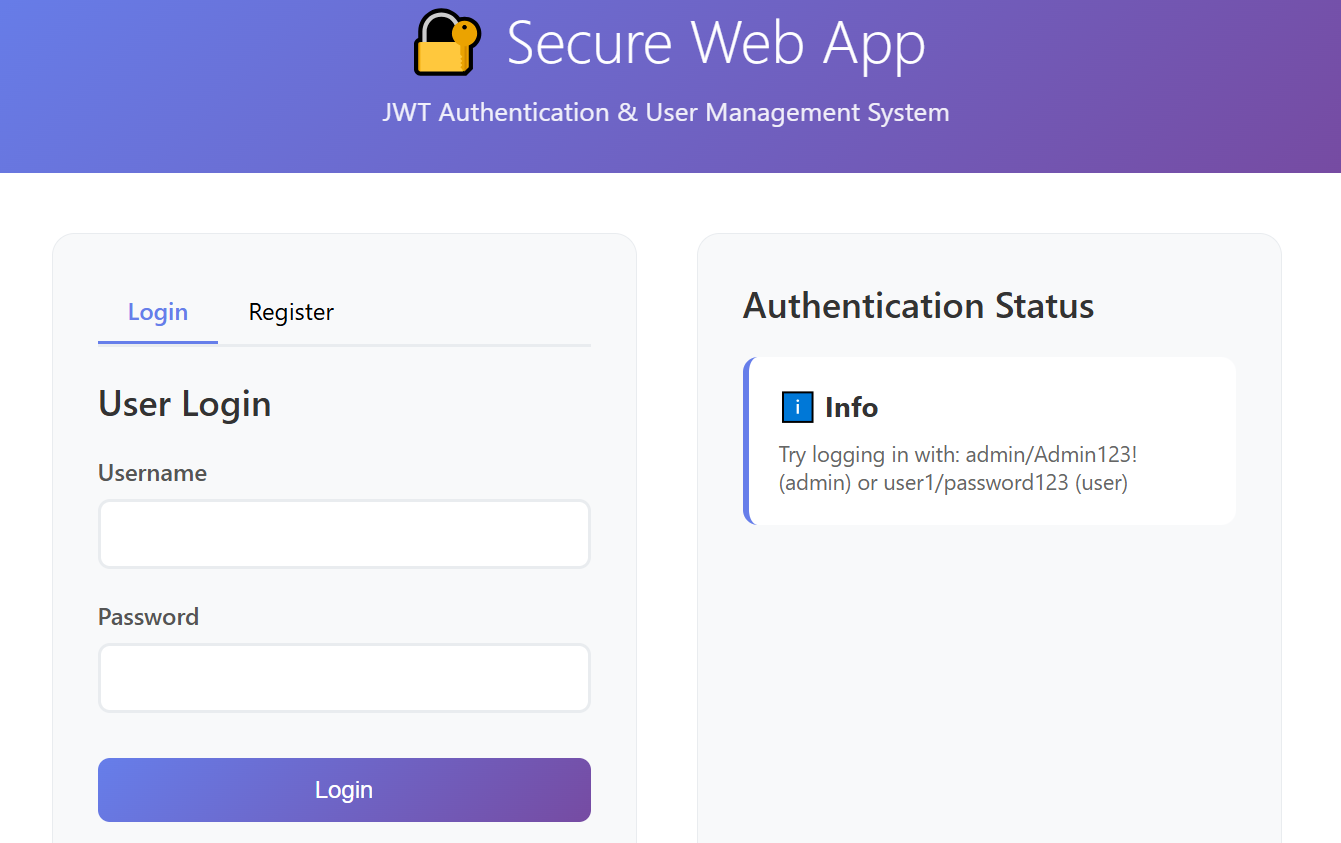 Secure Web App
JWT Authentication & User Management System
Login
Register
User Login
Username
Password
Login
Authentication Status
i Info
Try logging in with: admin/Admin123!
(admin) or user1/password123 (user)